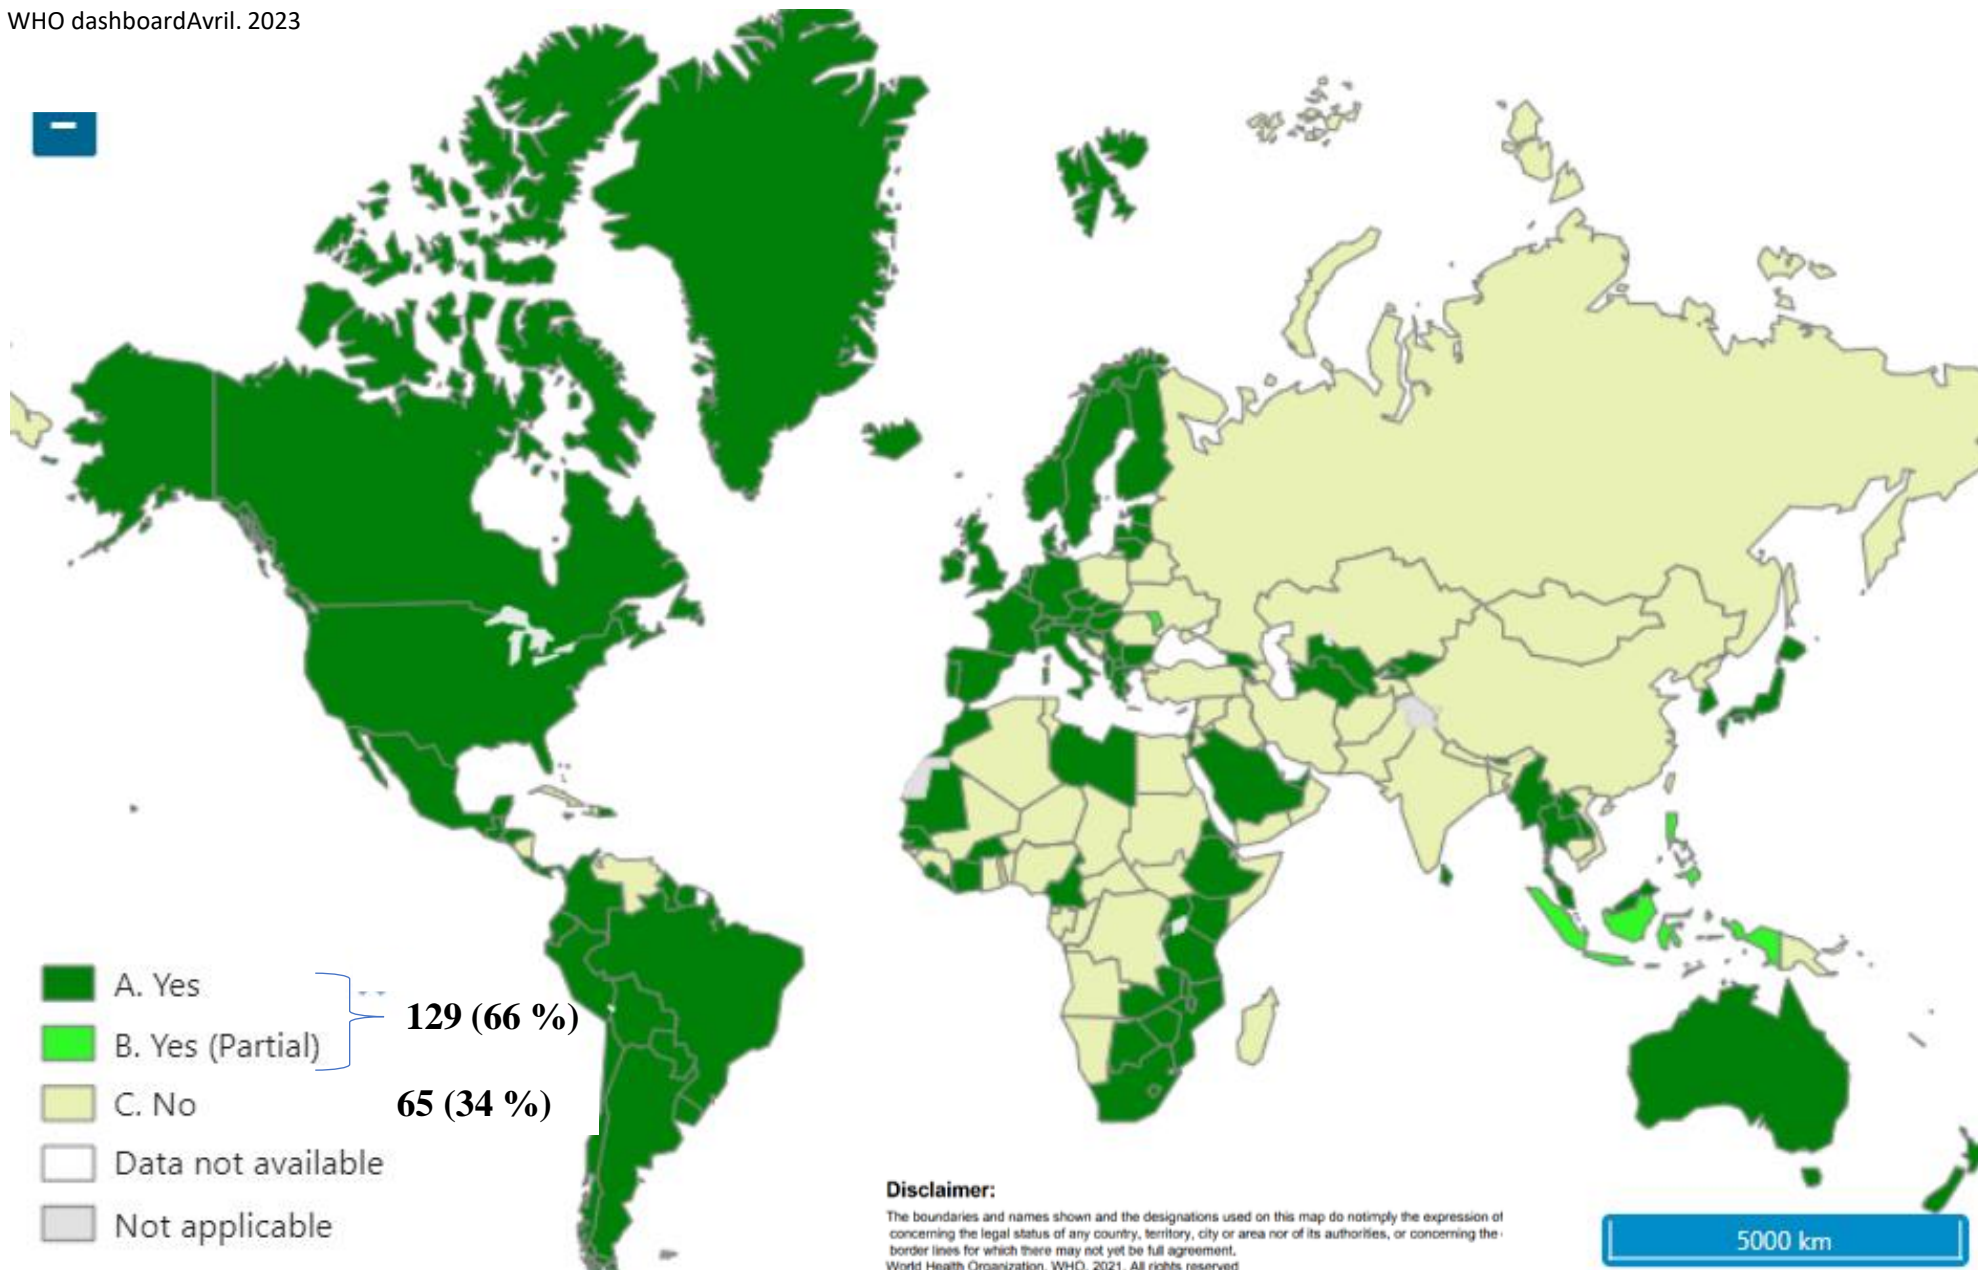 WHO dashboardAvril. 2023
A. Yes
129 (66 %)
B. Yes (Partial)
C. No
65 (34 %)
Data not available
Not applicable
Disclaimer:
The boundaries and names shown and the designations used on this map do notimply the expression of
concerning the legal status of any country, territory, city or area nor of its authorities, or concerning the
border lines for which there may not yet be full agreement.
World Health Organization, WHO, 2021. All rights reserved
5000 km